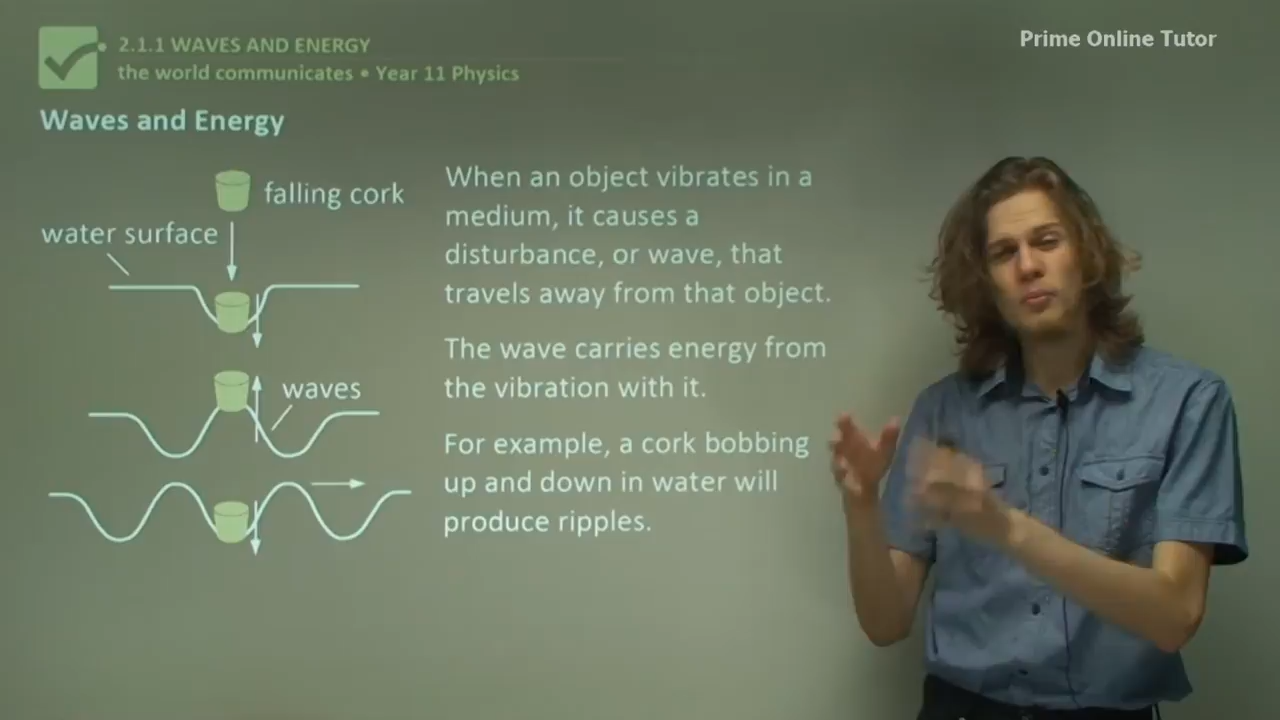 2.1.1 WAVES AND ENERGY
the world communicates • Year 11 Physics
Prime Online Tutor
Waves and Energy
falling cork
water surface
waves
When an object vibrates in a
medium, it causes a
disturbance, or wave, that
travels away from that object.
The wave carries energy from
the vibration with it.
For example, a cork bobbing
up and down in water will
produce ripples.